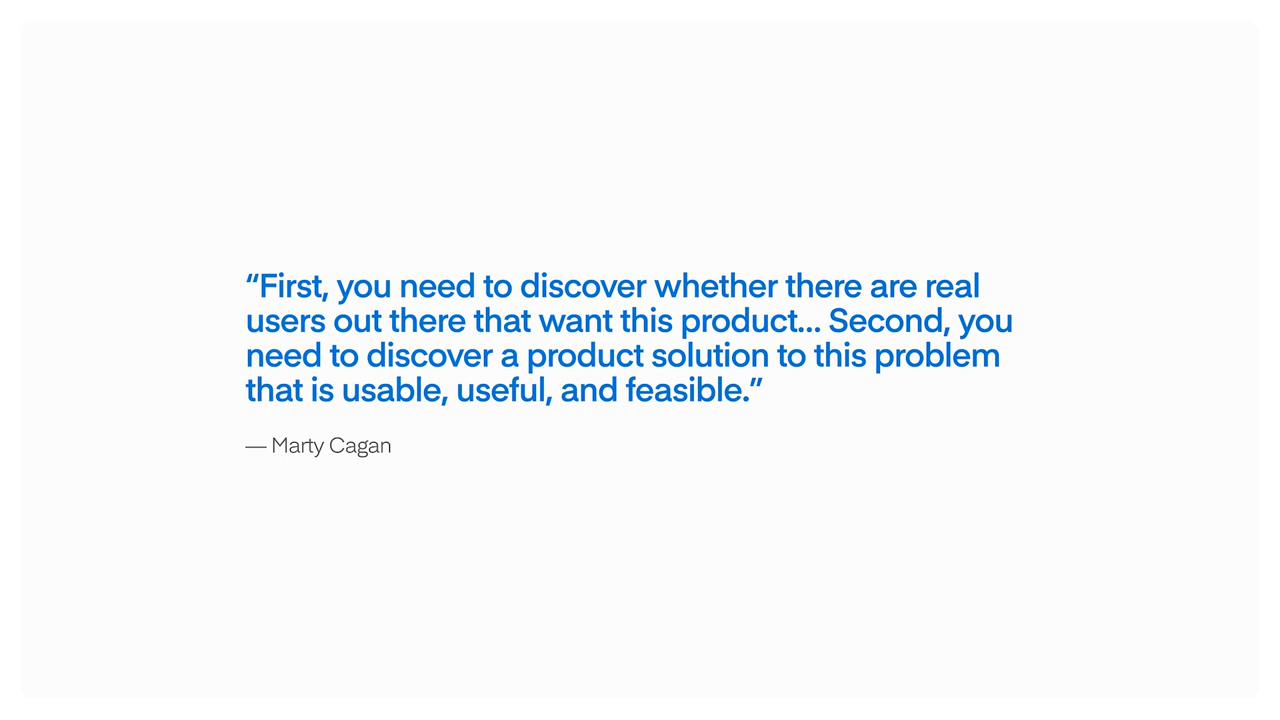 “First, you need to discover whether there are real
users out there that want this product... Second, you
need to discover a product solution to this problem
that is usable, useful, and feasible.”
— Marty Cagan